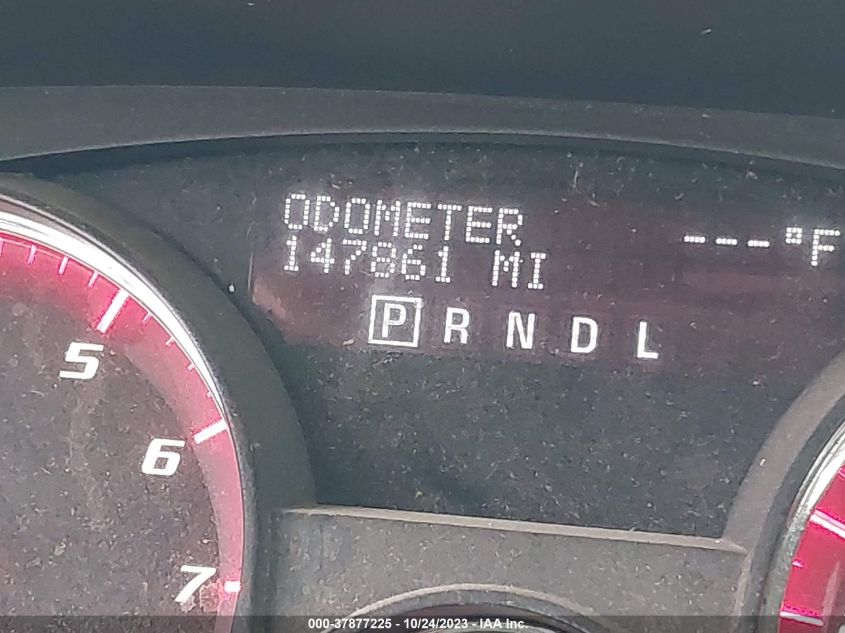 ODOMETER
147861 MI
---°F
P R N D L
5
6
7
000-37877225 - 10/24/2023 - IAA Inc.